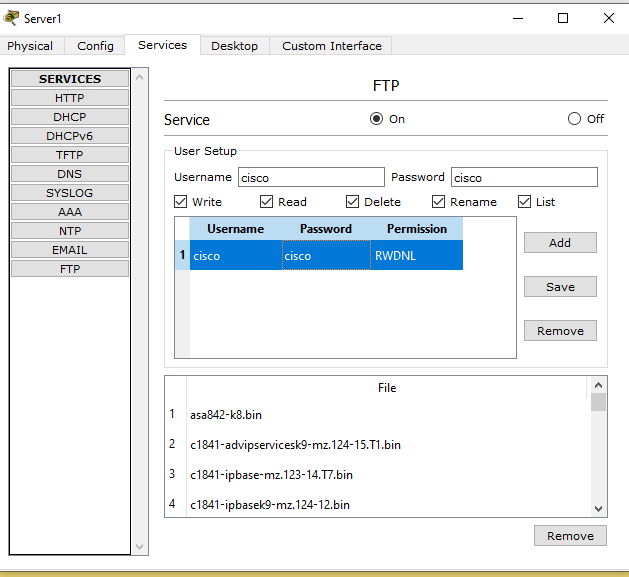 Server1
Physical Config Services Desktop Custom Interface
SERVICES
HTTP
DHCP
DHCPv6
TFTP
DNS
SYSLOG
AAA
NTP
EMAIL
FTP
FTP
Service On Off
User Setup
Username cisco Password cisco
Write Read Delete Rename List
Username Password Permission
1 cisco cisco RWDNL
Add
Save
Remove
File
1 asa842-k8.bin
2 c1841-advipservicesk9-mz.124-15.T1.bin
3 c1841-ipbase-mz.123-14.T7.bin
4 c1841-ipbasek9-mz.124-12.bin
Remove